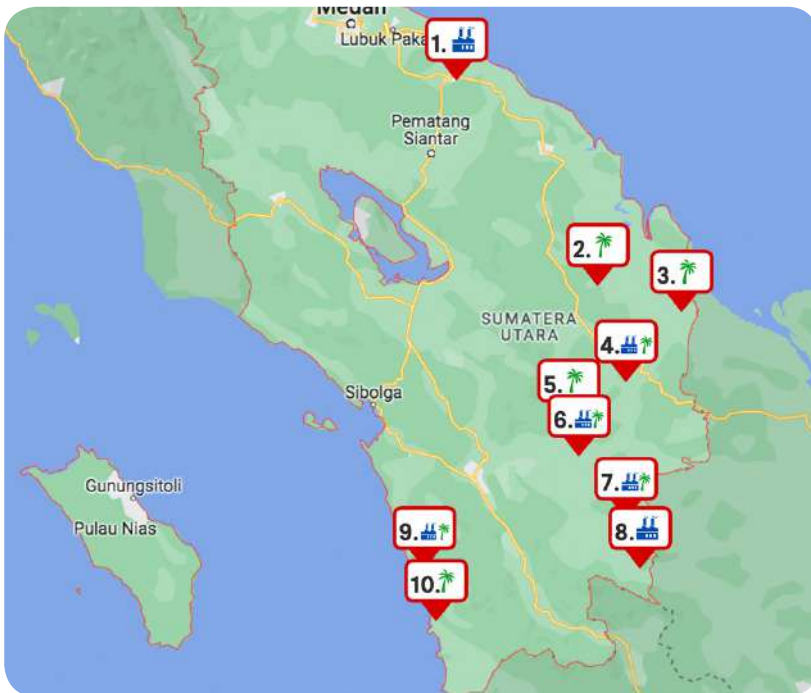 Medan
Lubuk Paka
1.
Pematang
Siantar
2.
3.
SUMATERA
UTARA
4.
5.
Sibolga
6.
7.
Gunungsitoli
Pulau Nias
8.
9.
10.